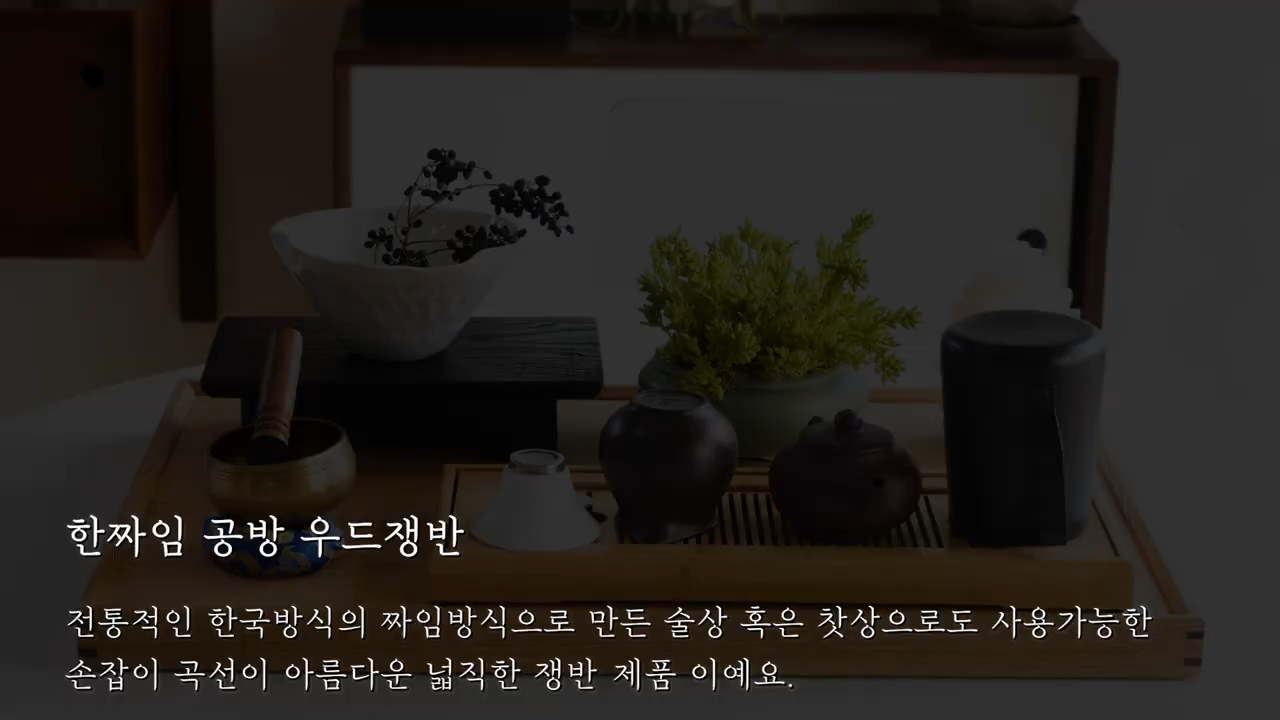 한짜임 공방 우드쟁반
전통적인 한국방식의 짜임방식으로 만든 술상 혹은 찻상으로도 사용가능한
손잡이 곡선이 아름다운 넓직한 쟁반 제품 이예요.